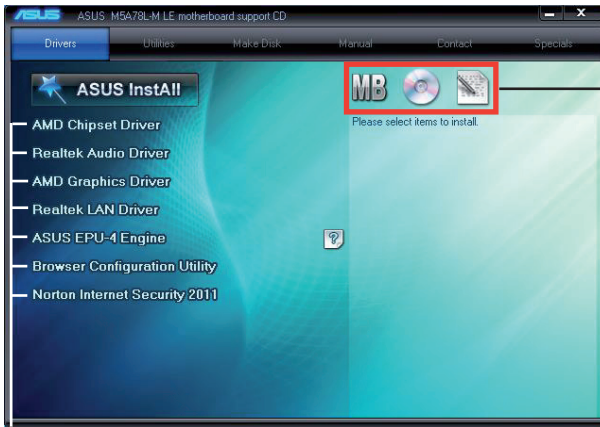 ASUS ASUS M5A78L-M LE motherboard support CD
Drivers Utilities Make Disk Manual Contact Specials
ASUS InstAll
MB
AMD Chipset Driver
Please select items to install.
Realtek Audio Driver
AMD Graphics Driver
Realtek LAN Driver
ASUS EPU-4 Engine
?
Browser Configuration Utility
Norton Internet Security 2011